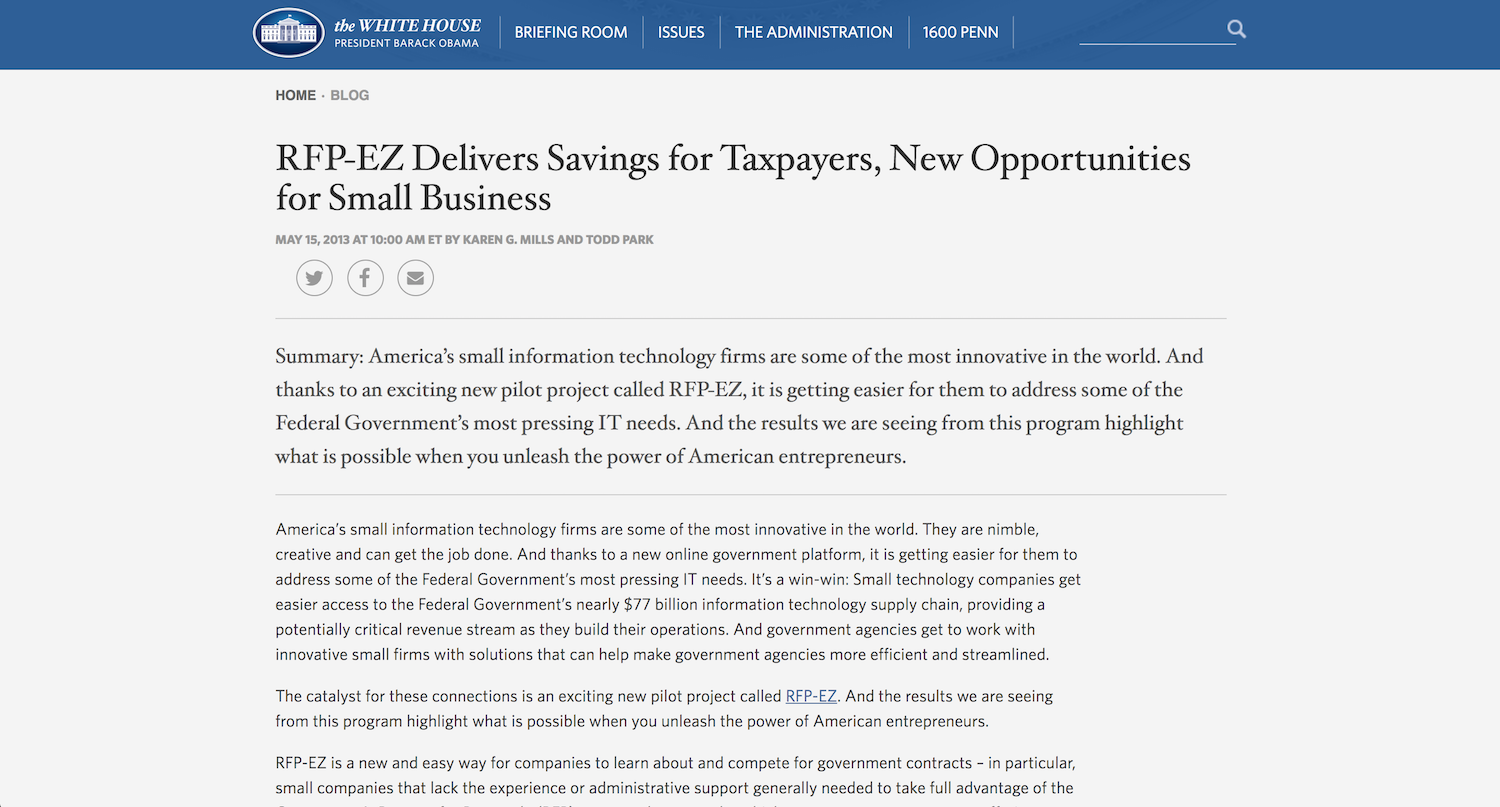 the WHITE HOUSE
PRESIDENT BARACK OBAMA
BRIEFING ROOM
ISSUES
THE ADMINISTRATION
1600 PENN
HOME · BLOG
RFP-EZ Delivers Savings for Taxpayers, New Opportunities
for Small Business
MAY 15, 2013 AT 10:00 AM ET BY KAREN G. MILLS AND TODD PARK
Summary: America’s small information technology firms are some of the most innovative in the world. And
thanks to an exciting new pilot project called RFP-EZ, it is getting easier for them to address some of the
Federal Government’s most pressing IT needs. And the results we are seeing from this program highlight
what is possible when you unleash the power of American entrepreneurs.
America’s small information technology firms are some of the most innovative in the world. They are nimble,
creative and can get the job done. And thanks to a new online government platform, it is getting easier for them to
address some of the Federal Government’s most pressing IT needs. It’s a win-win: Small technology companies get
easier access to the Federal Government’s nearly $77 billion information technology supply chain, providing a
potentially critical revenue stream as they build their operations. And government agencies get to work with
innovative small firms with solutions that can help make government agencies more efficient and streamlined.
The catalyst for these connections is an exciting new pilot project called RFP-EZ. And the results we are seeing
from this program highlight what is possible when you unleash the power of American entrepreneurs.
RFP-EZ is a new and easy way for companies to learn about and compete for government contracts – in particular,
small companies that lack the experience or administrative support generally needed to take full advantage of the